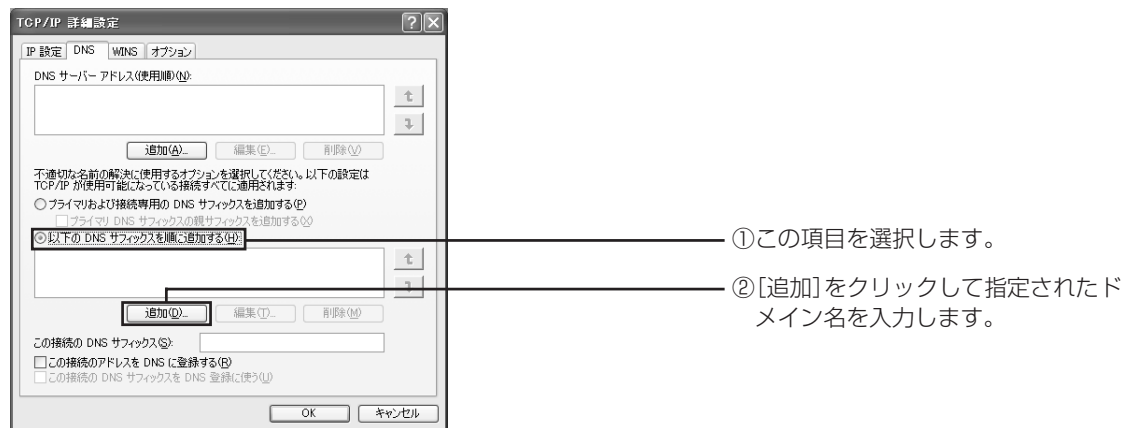 TCP/IP 詳細設定
IP 設定 DNS WINS オプション
DNS サーバー アドレス(使用順)(N):
追加(A)... 編集(E)... 削除(V)
不適切な名前の解決に使用するオプションを選択してください。以下の設定は
TCP/IP が使用可能になっている接続すべてに適用されます:
プライマリおよび接続専用の DNS サフィックスを追加する(P)
プライマリ DNS サフィックスの親サフィックスを追加する(X)
以下の DNS サフィックスを順に追加する(H):
①この項目を選択します。
②[追加]をクリックして指定されたド
メイン名を入力します。
追加(D)... 編集(T)... 削除(M)
この接続の DNS サフィックス(S):
この接続のアドレスを DNS に登録する(R)
この接続の DNS サフィックスを DNS 登録に使う(U)
OK キャンセル